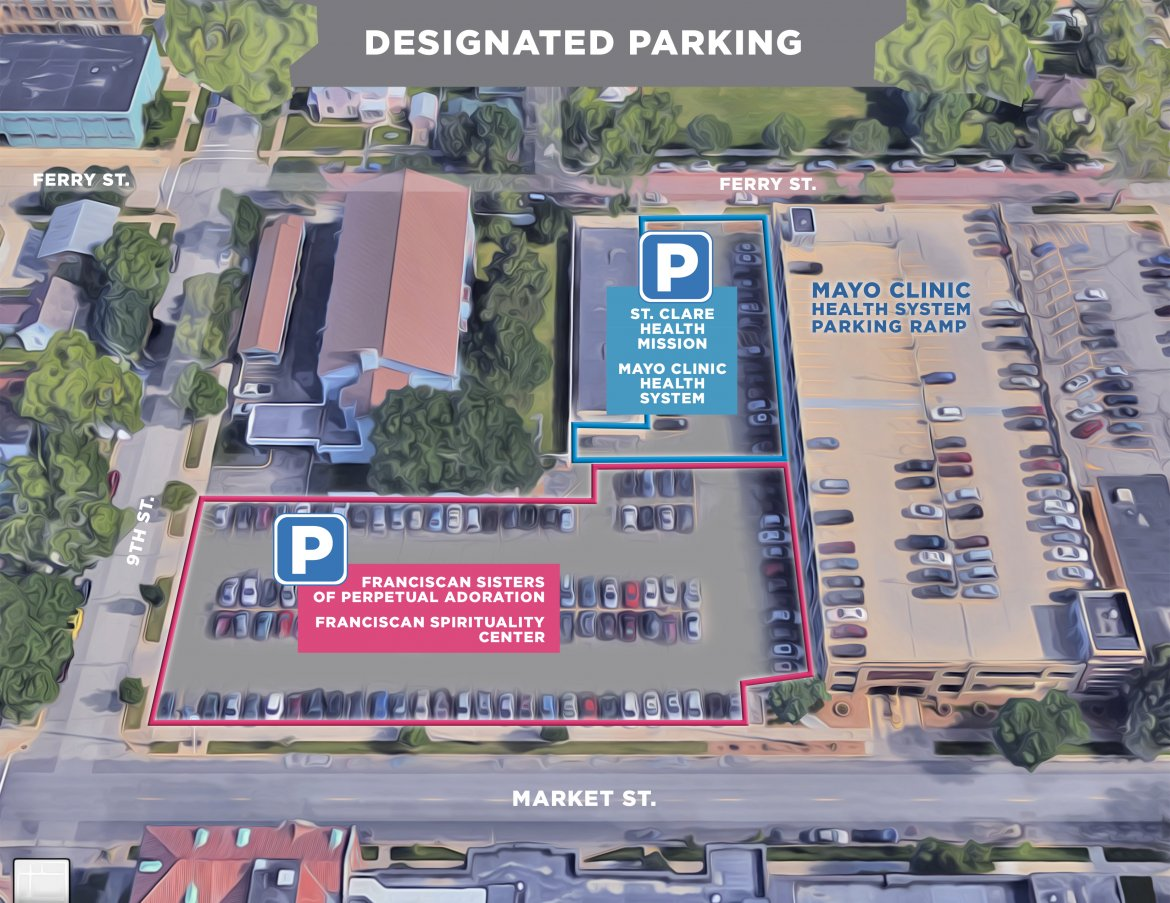 DESIGNATED PARKING
FERRY ST.
FERRY ST.
P
ST. CLARE
HEALTH
MISSION
MAYO CLINIC
HEALTH
SYSTEM
MAYO CLINIC
HEALTH SYSTEM
PARKING RAMP
9TH ST.
P
FRANCISCAN SISTERS
OF PERPETUAL ADORATION
FRANCISCAN SPIRITUALITY
CENTER
MARKET ST.